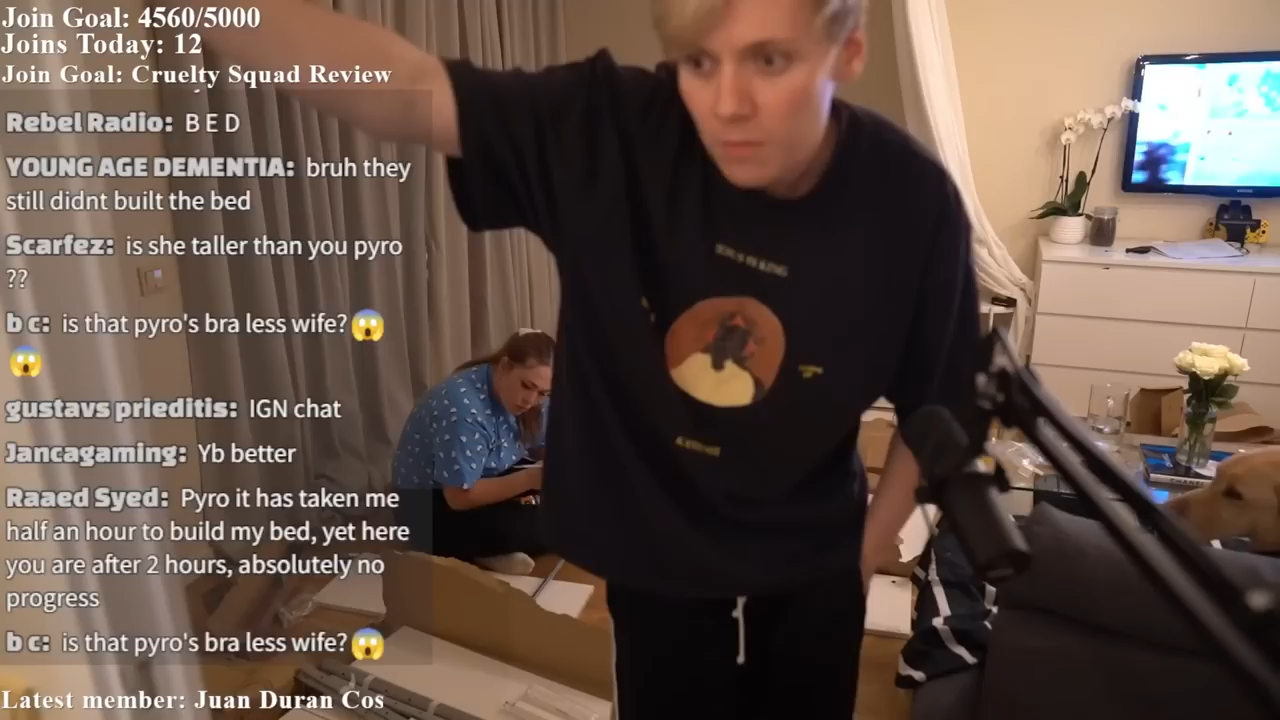 Join Goal: 4560/5000
Joins Today: 12
Join Goal: Cruelty Squad Review
Rebel Radio: B E D
YOUNG AGE DEMENTIA: bruh they
still didnt built the bed
Scarfez: is she taller than you pyro
??
b c: is that pyro's bra less wife?😱
😱
gustavs prieditis: IGN chat
Jancagaming: Yb better
Raaed Syed: Pyro it has taken me
half an hour to build my bed, yet here
you are after 2 hours, absolutely no
progress
b c: is that pyro's bra less wife?😱
Latest member: Juan Duran Cos
JESUS IS KING
CHANEL